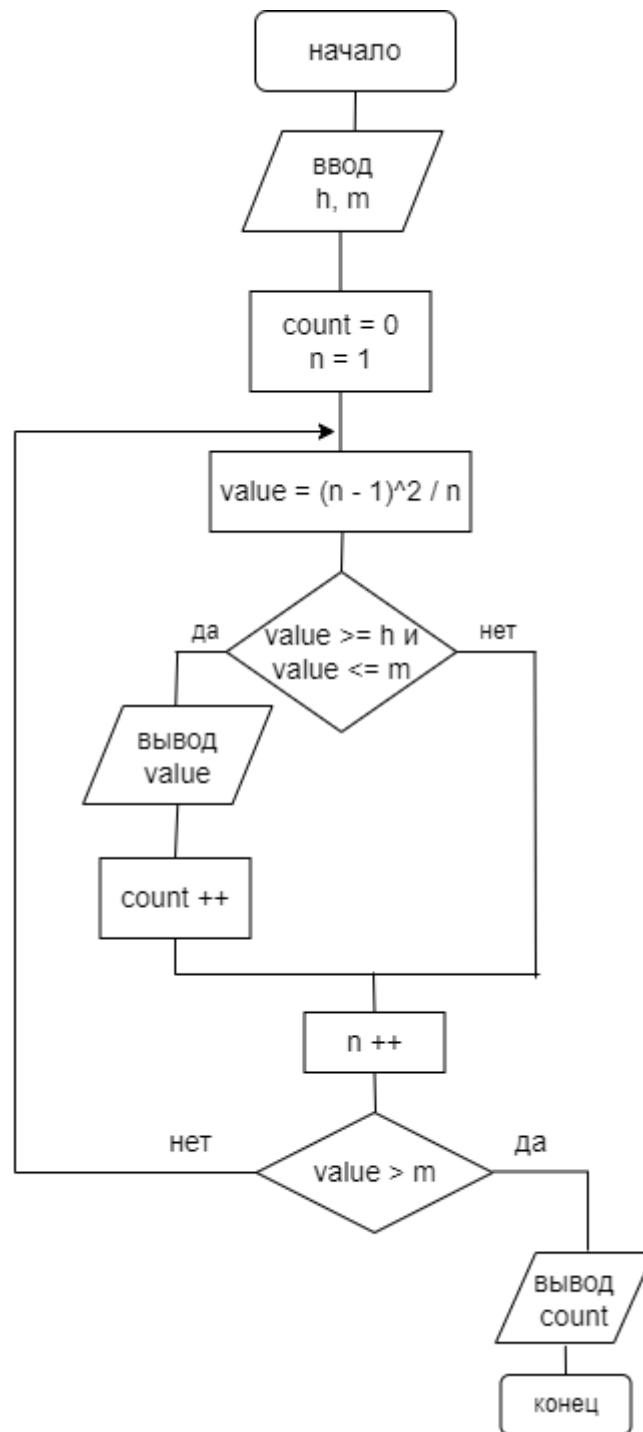 начало
ввод
h, m
count = 0
n = 1
value = (n - 1)^2 / n
да
value >= h и
value <= m
нет
вывод
value
count ++
n ++
нет
value > m
да
вывод
count
конец